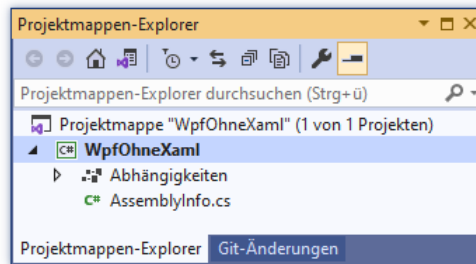 Projektmappen-Explorer
Projektmappen-Explorer durchsuchen (Strg+ü)
Projektmappe "WpfOhneXaml" (1 von 1 Projekten)
C# WpfOhneXaml
Abhängigkeiten
C# AssemblyInfo.cs
Projektmappen-Explorer Git-Änderungen